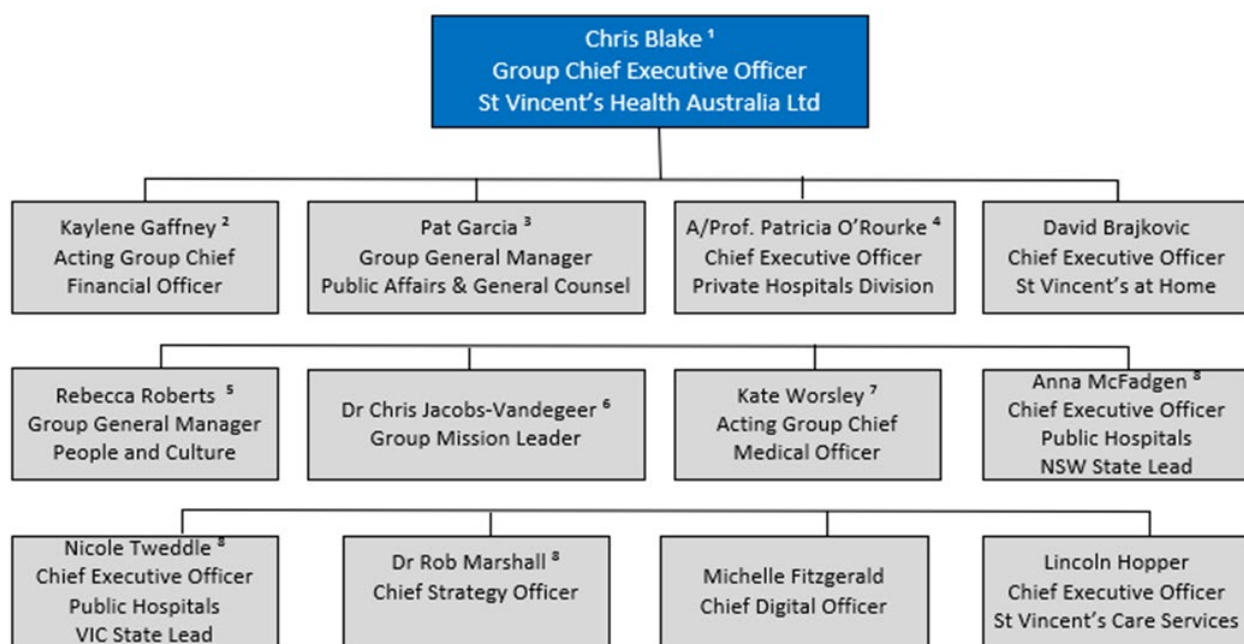 Chris Blake ¹
Group Chief Executive Officer
St Vincent’s Health Australia Ltd
Kaylene Gaffney ²
Acting Group Chief
Financial Officer
Pat Garcia ³
Group General Manager
Public Affairs & General Counsel
A/Prof. Patricia O’Rourke ⁴
Chief Executive Officer
Private Hospitals Division
David Brajkovic
Chief Executive Officer
St Vincent’s at Home
Rebecca Roberts ⁵
Group General Manager
People and Culture
Dr Chris Jacobs-Vandegeer ⁶
Group Mission Leader
Kate Worsley ⁷
Acting Group Chief
Medical Officer
Anna McFadgen ⁸
Chief Executive Officer
Public Hospitals
NSW State Lead
Nicole Tweddle ⁸
Chief Executive Officer
Public Hospitals
VIC State Lead
Dr Rob Marshall ⁸
Chief Strategy Officer
Michelle Fitzgerald
Chief Digital Officer
Lincoln Hopper
Chief Executive Officer
St Vincent’s Care Services